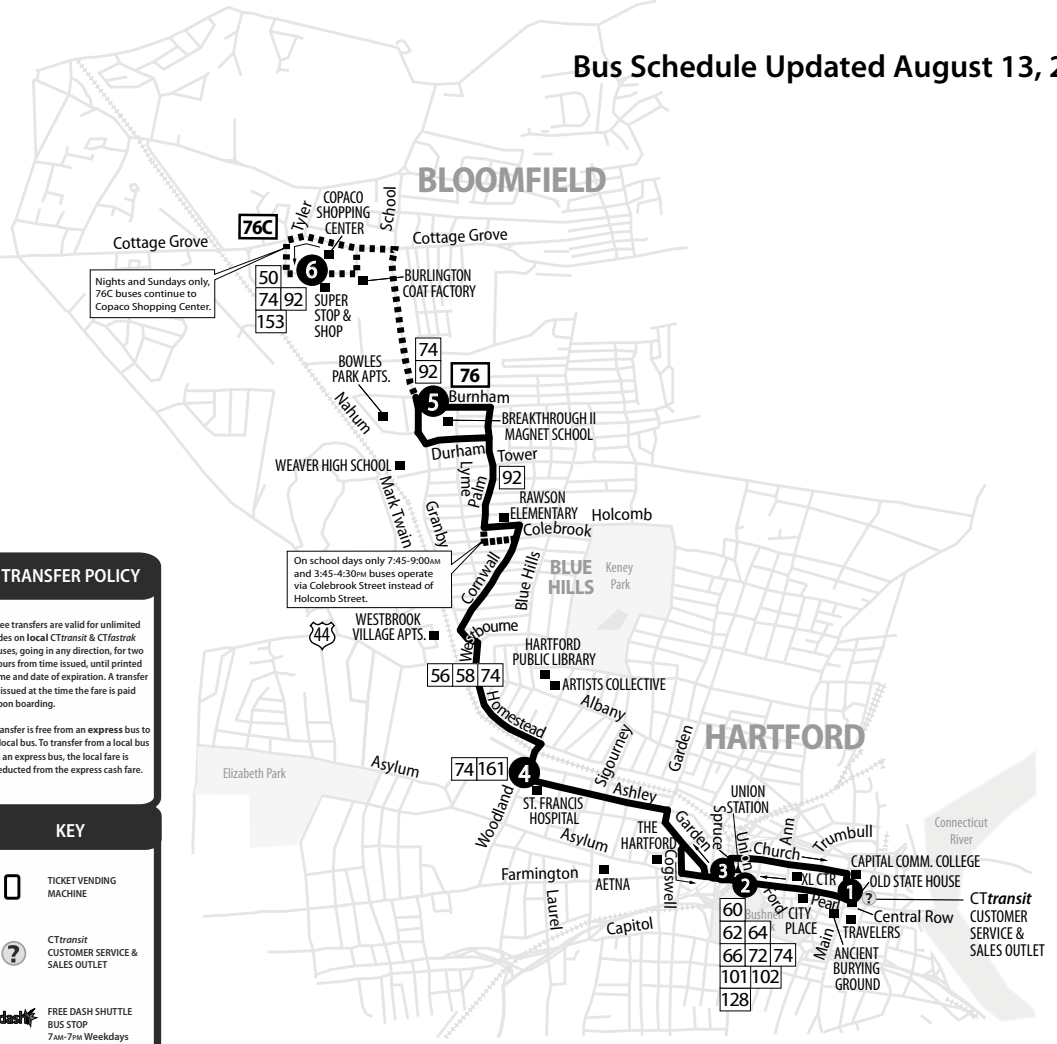 Bus Schedule Updated August 13, 2
BLOOMFIELD
COPACO
SHOPPING
CENTER
Tyler
School
76C
Cottage Grove
Cottage Grove
6
Nights and Sundays only,
76C buses continue to
Copaco Shopping Center.
50
74 92
153
SUPER
STOP &
SHOP
BURLINGTON
COAT FACTORY
74
92
76
BOWLES
PARK APTS.
5
Burnham
Nahum
BREAKTHROUGH II
MAGNET SCHOOL
Durham
Tower
WEAVER HIGH SCHOOL
Lyme
Palm
92
Mark Twain
Granby
RAWSON
ELEMENTARY
Holcomb
Colebrook
On school days only 7:45-9:00AM
and 3:45-4:30PM buses operate
via Colebrook Street instead of
Holcomb Street.
Cornwall
Blue Hills
BLUE
HILLS
Keney
Park
44
WESTBROOK
VILLAGE APTS.
Westbourne
HARTFORD
PUBLIC LIBRARY
56 58 74
ARTISTS COLLECTIVE
Albany
Homestead
Sigourney
Garden
HARTFORD
Elizabeth Park
Asylum
74 161
4
Woodland
ST. FRANCIS
HOSPITAL
Ashley
Asylum
Garden
Spruce
UNION
STATION
Union
Ann
Trumbull
Church
Connecticut
River
THE
HARTFORD
Cogswell
3
2
1
Farmington
AETNA
Laurel
Capitol
XL CTR
Ford
CAPITAL COMM. COLLEGE
OLD STATE HOUSE
?
CTtransit
CUSTOMER
SERVICE &
SALES OUTLET
Pearl
Central Row
TRAVELERS
CITY
PLACE
Main
ANCIENT
BURYING
GROUND
Bushnell
60
62 64
66 72 74
101 102
128
TRANSFER POLICY
ee transfers are valid for unlimited
des on local CTtransit & CTfastrak
uses, going in any direction, for two
ours from time issued, until printed
me and date of expiration. A transfer
issued at the time the fare is paid
pon boarding.
ansfer is free from an express bus to
local bus. To transfer from a local bus
an express bus, the local fare is
educted from the express cash fare.
KEY
TICKET VENDING
MACHINE
?
CTtransit
CUSTOMER SERVICE &
SALES OUTLET
dash
FREE DASH SHUTTLE
BUS STOP
7AM-7PM Weekdays